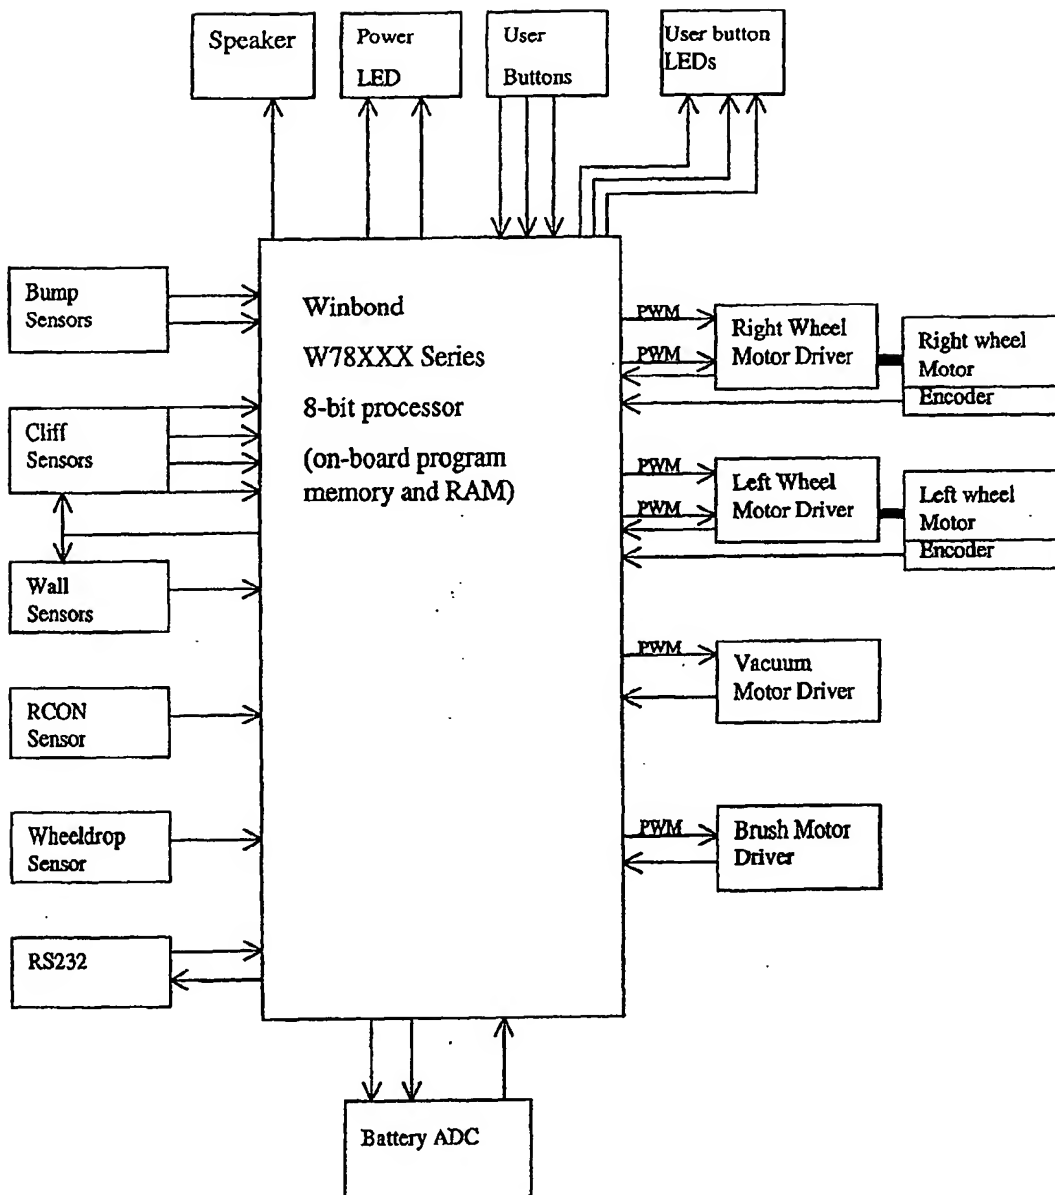 Speaker
Power
LED
User
Buttons
User button
LEDs
Bump
Sensors
Cliff
Sensors
Wall
Sensors
RCON
Sensor
Wheeldrop
Sensor
RS232
Winbond
W78XXX Series
8-bit processor
(on-board program
memory and RAM)
PWM
PWM
Right Wheel
Motor Driver
Right wheel
Motor
Encoder
PWM
PWM
Left Wheel
Motor Driver
Left wheel
Motor
Encoder
PWM
Vacuum
Motor Driver
PWM
Brush Motor
Driver
Battery ADC